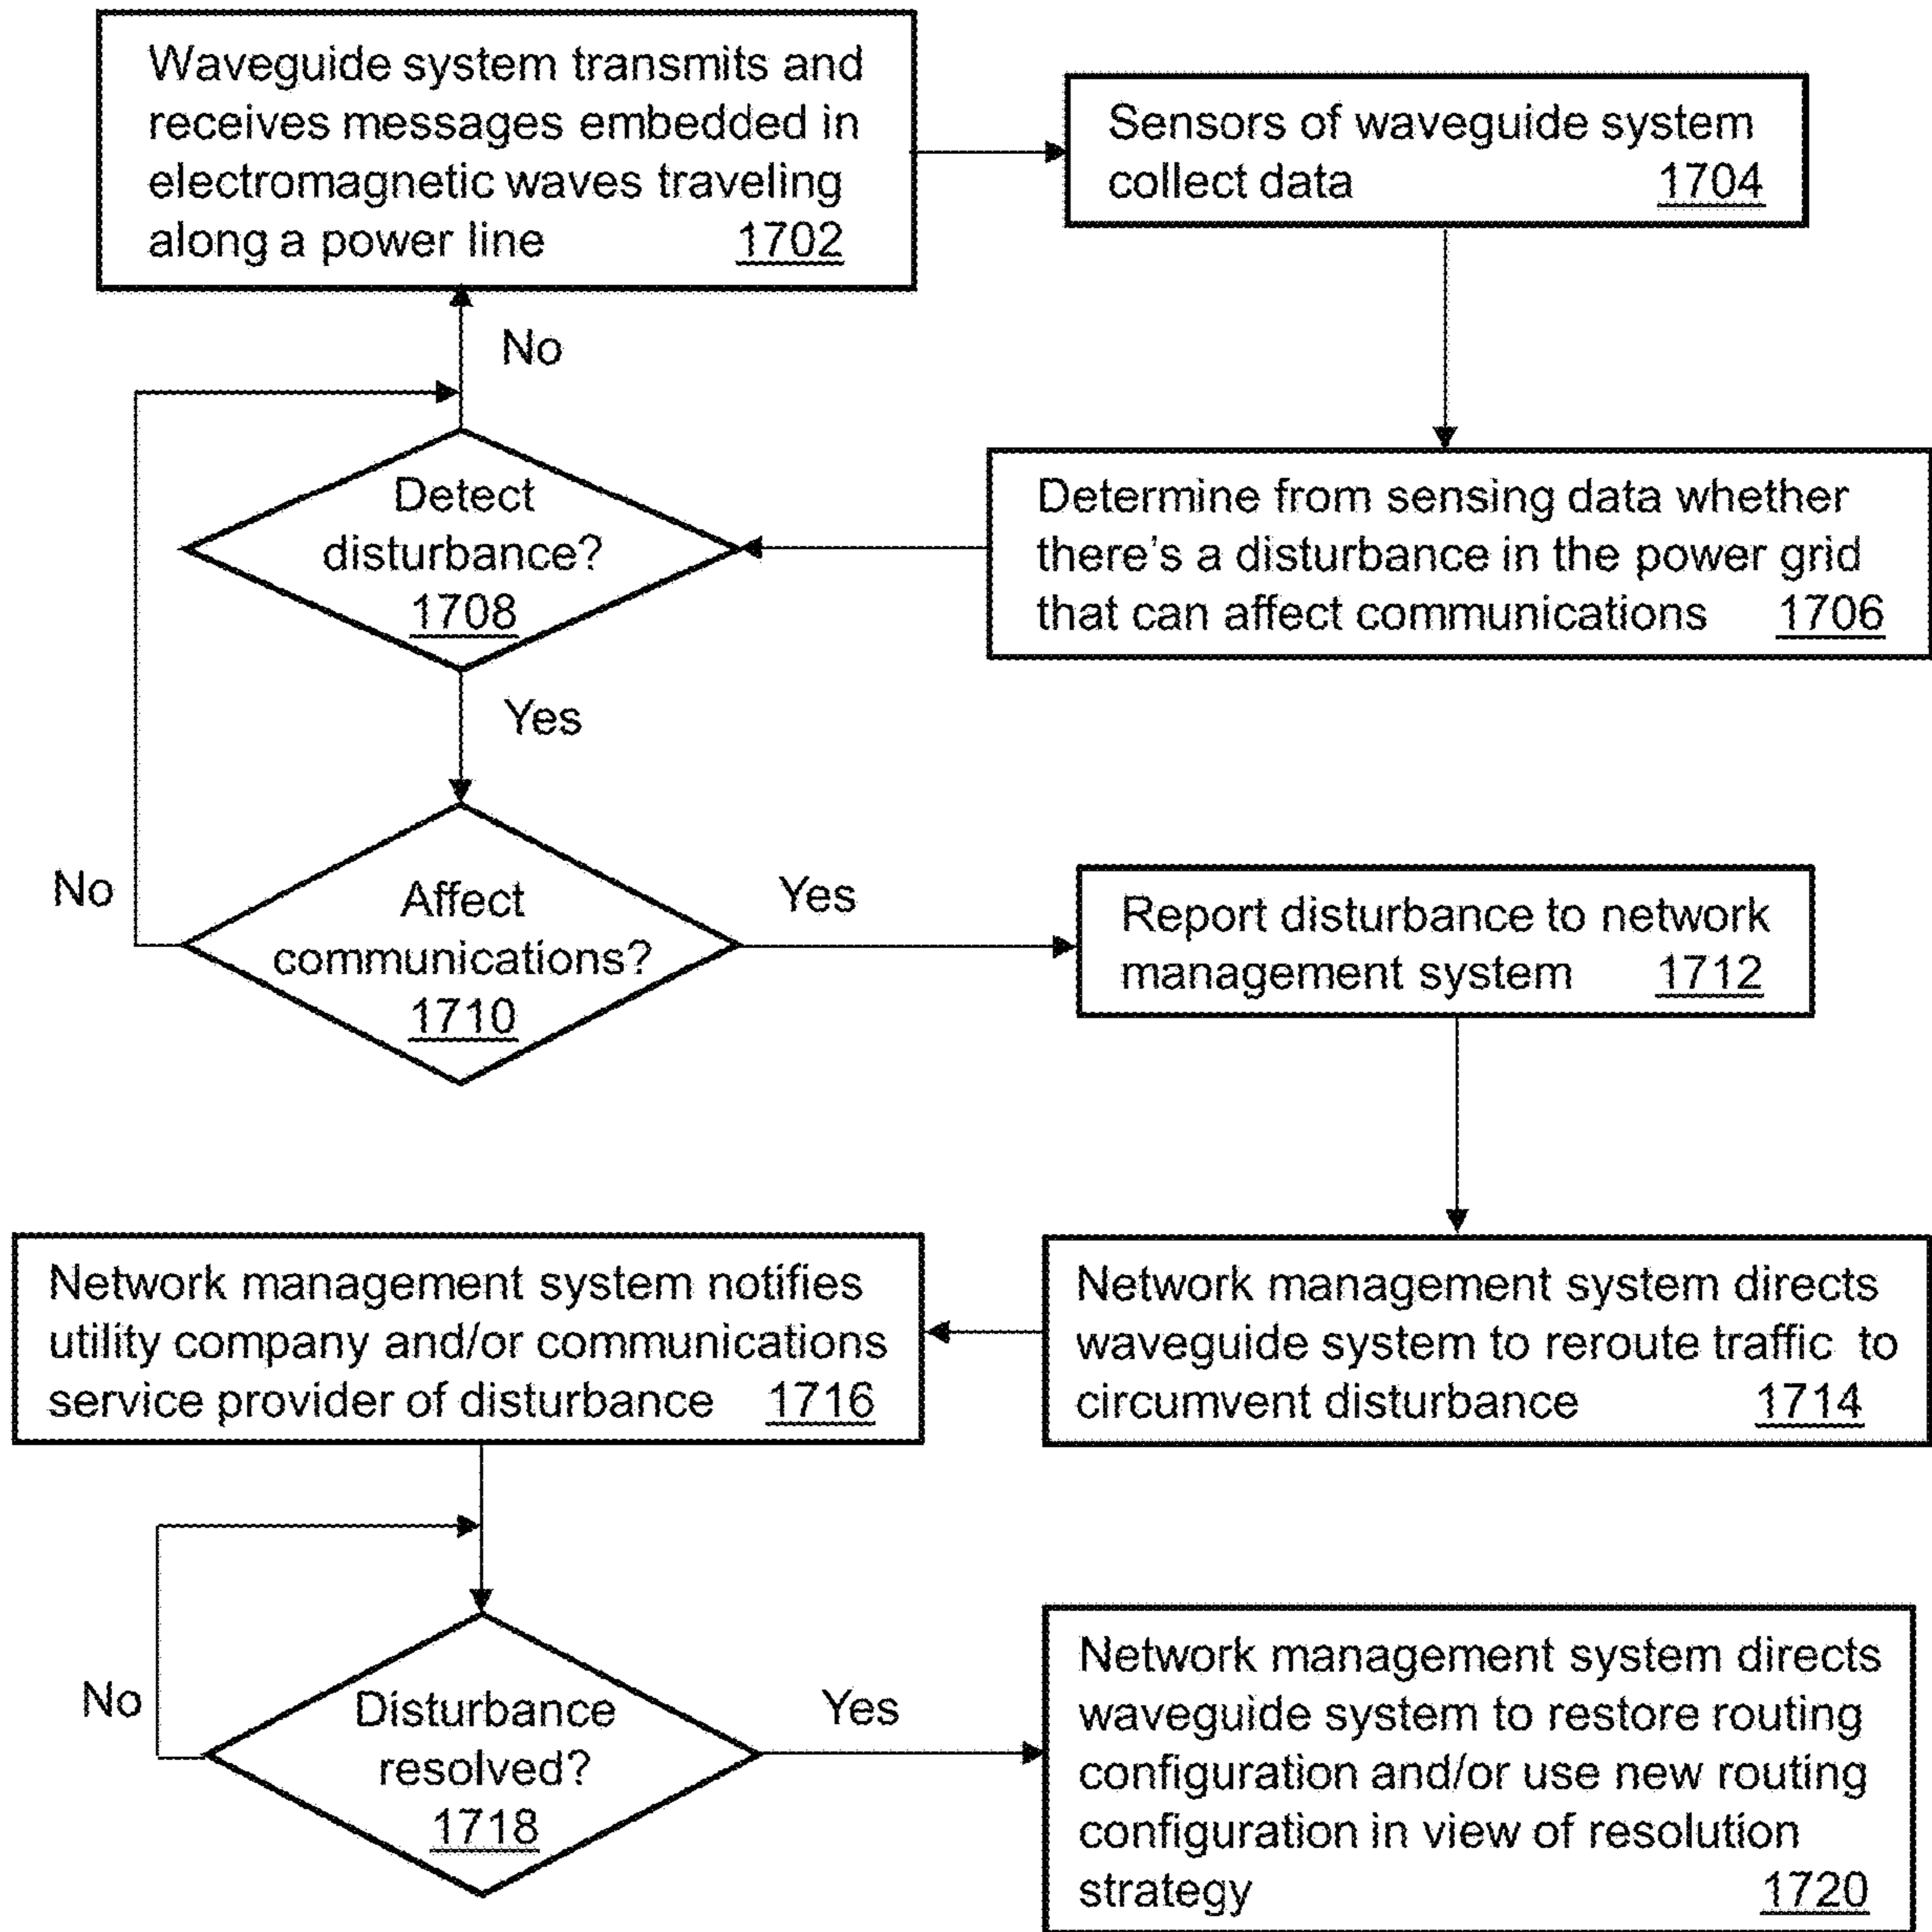 Waveguide system transmits and
receives messages embedded in
electromagnetic waves traveling
along a power line 1702
Sensors of waveguide system
collect data 1704
No
Detect
disturbance?
1708
Determine from sensing data whether
there's a disturbance in the power grid
that can affect communications 1706
Yes
No
Affect
communications?
1710
Yes
Report disturbance to network
management system 1712
Network management system notifies
utility company and/or communications
service provider of disturbance 1716
Network management system directs
waveguide system to reroute traffic to
circumvent disturbance 1714
No
Disturbance
resolved?
1718
Yes
Network management system directs
waveguide system to restore routing
configuration and/or use new routing
configuration in view of resolution
strategy 1720